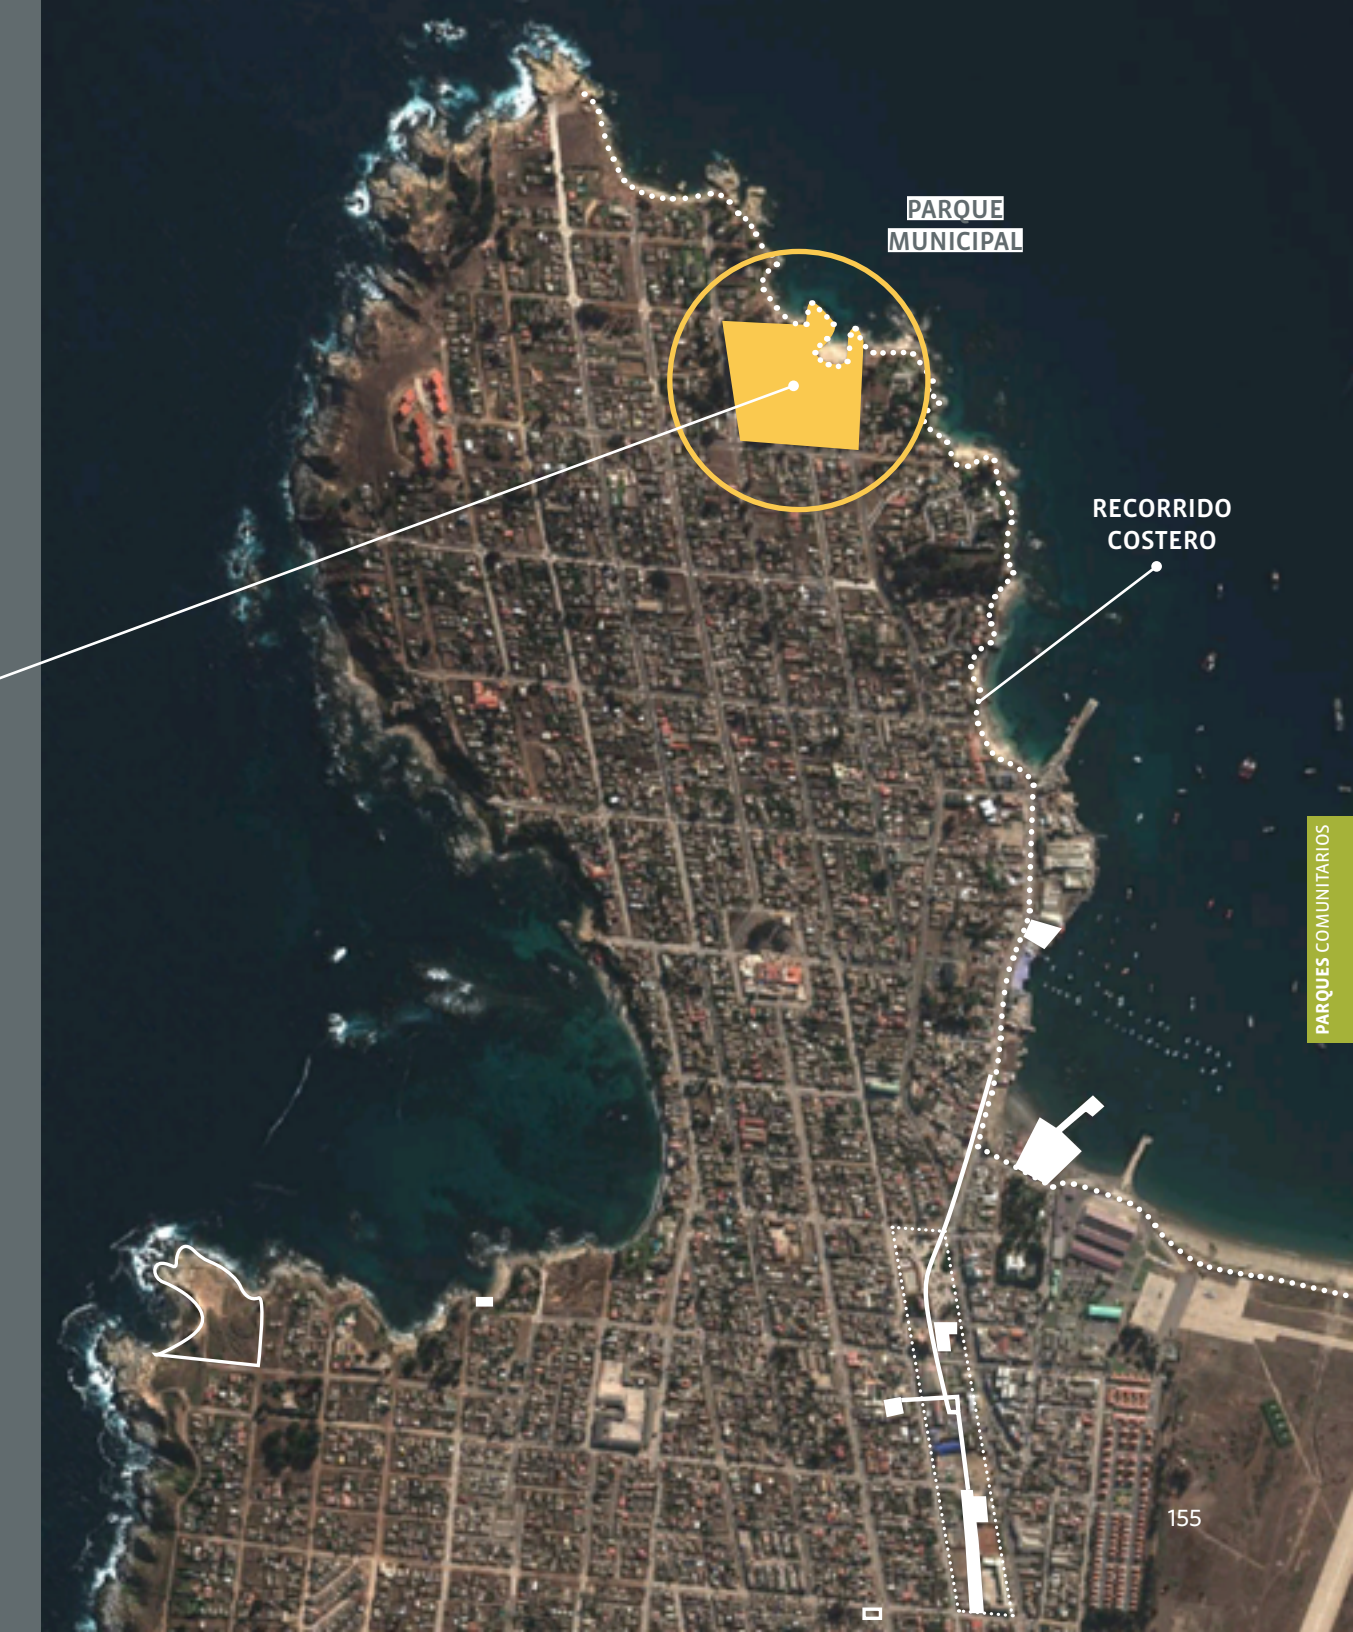 PARQUE
MUNICIPAL
RECORRIDO
COSTERO
PARQUES COMUNITARIOS
155